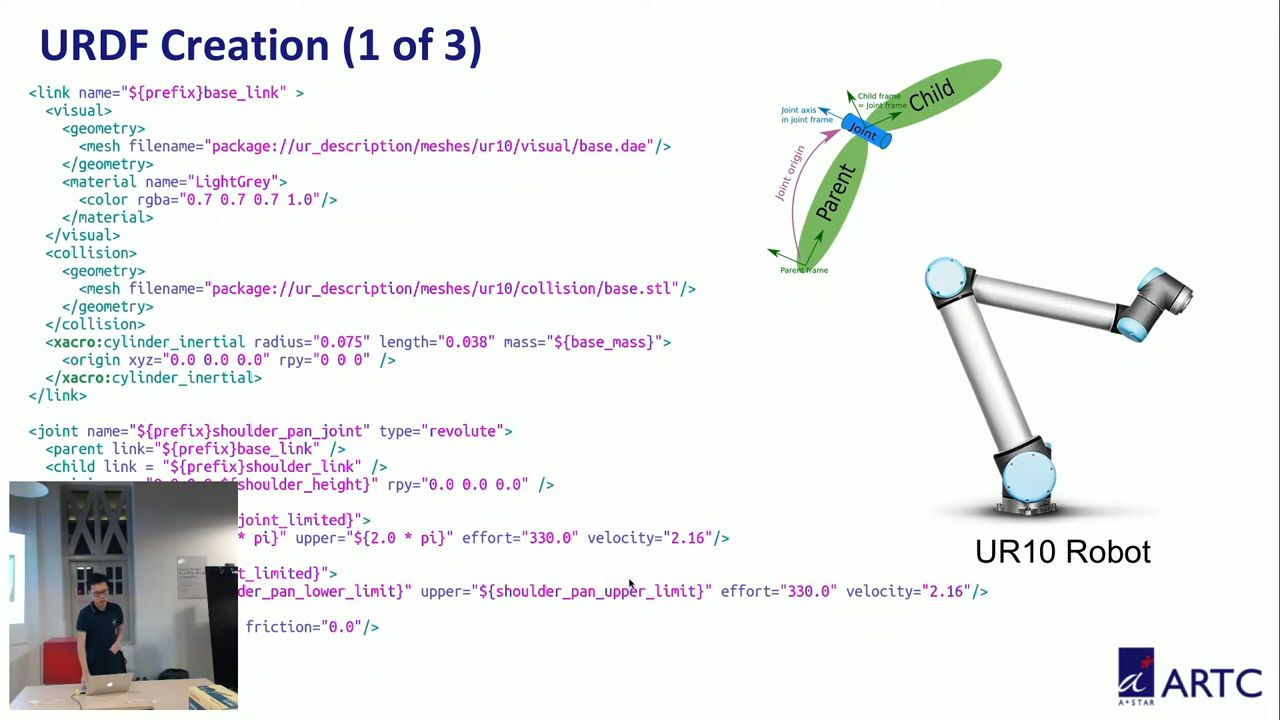 URDF Creation (1 of 3)
<link name="${prefix}base_link" >
<visual>
<geometry>
<mesh filename="package://ur_description/meshes/ur10/visual/base.dae"/>
</geometry>
<material name="LightGrey">
<color rgba="0.7 0.7 0.7 1.0"/>
</material>
</visual>
<collision>
<geometry>
<mesh filename="package://ur_description/meshes/ur10/collision/base.stl"/>
</geometry>
</collision>
<xacro:cylinder_inertial radius="0.075" length="0.038" mass="${base_mass}">
<origin xyz="0.0 0.0 0.0" rpy="0 0 0" />
</xacro:cylinder_inertial>
</link>
<joint name="${prefix}shoulder_pan_joint" type="revolute">
<parent link="${prefix}base_link" />
<child link = "${prefix}shoulder_link" />
shoulder_height}" rpy="0.0 0.0 0.0" />
joint_limited}">
* pi}" upper="${2.0 * pi}" effort="330.0" velocity="2.16"/>
t_limited}">
der_pan_lower_limit}" upper="${shoulder_pan_upper_limit}" effort="330.0" velocity="2.16"/>
friction="0.0"/>
Child frame
= Joint frame
Child
Joint axis
in joint frame
Joint
Joint origin
Parent
Parent frame
UR10 Robot
ARTC
A★STAR